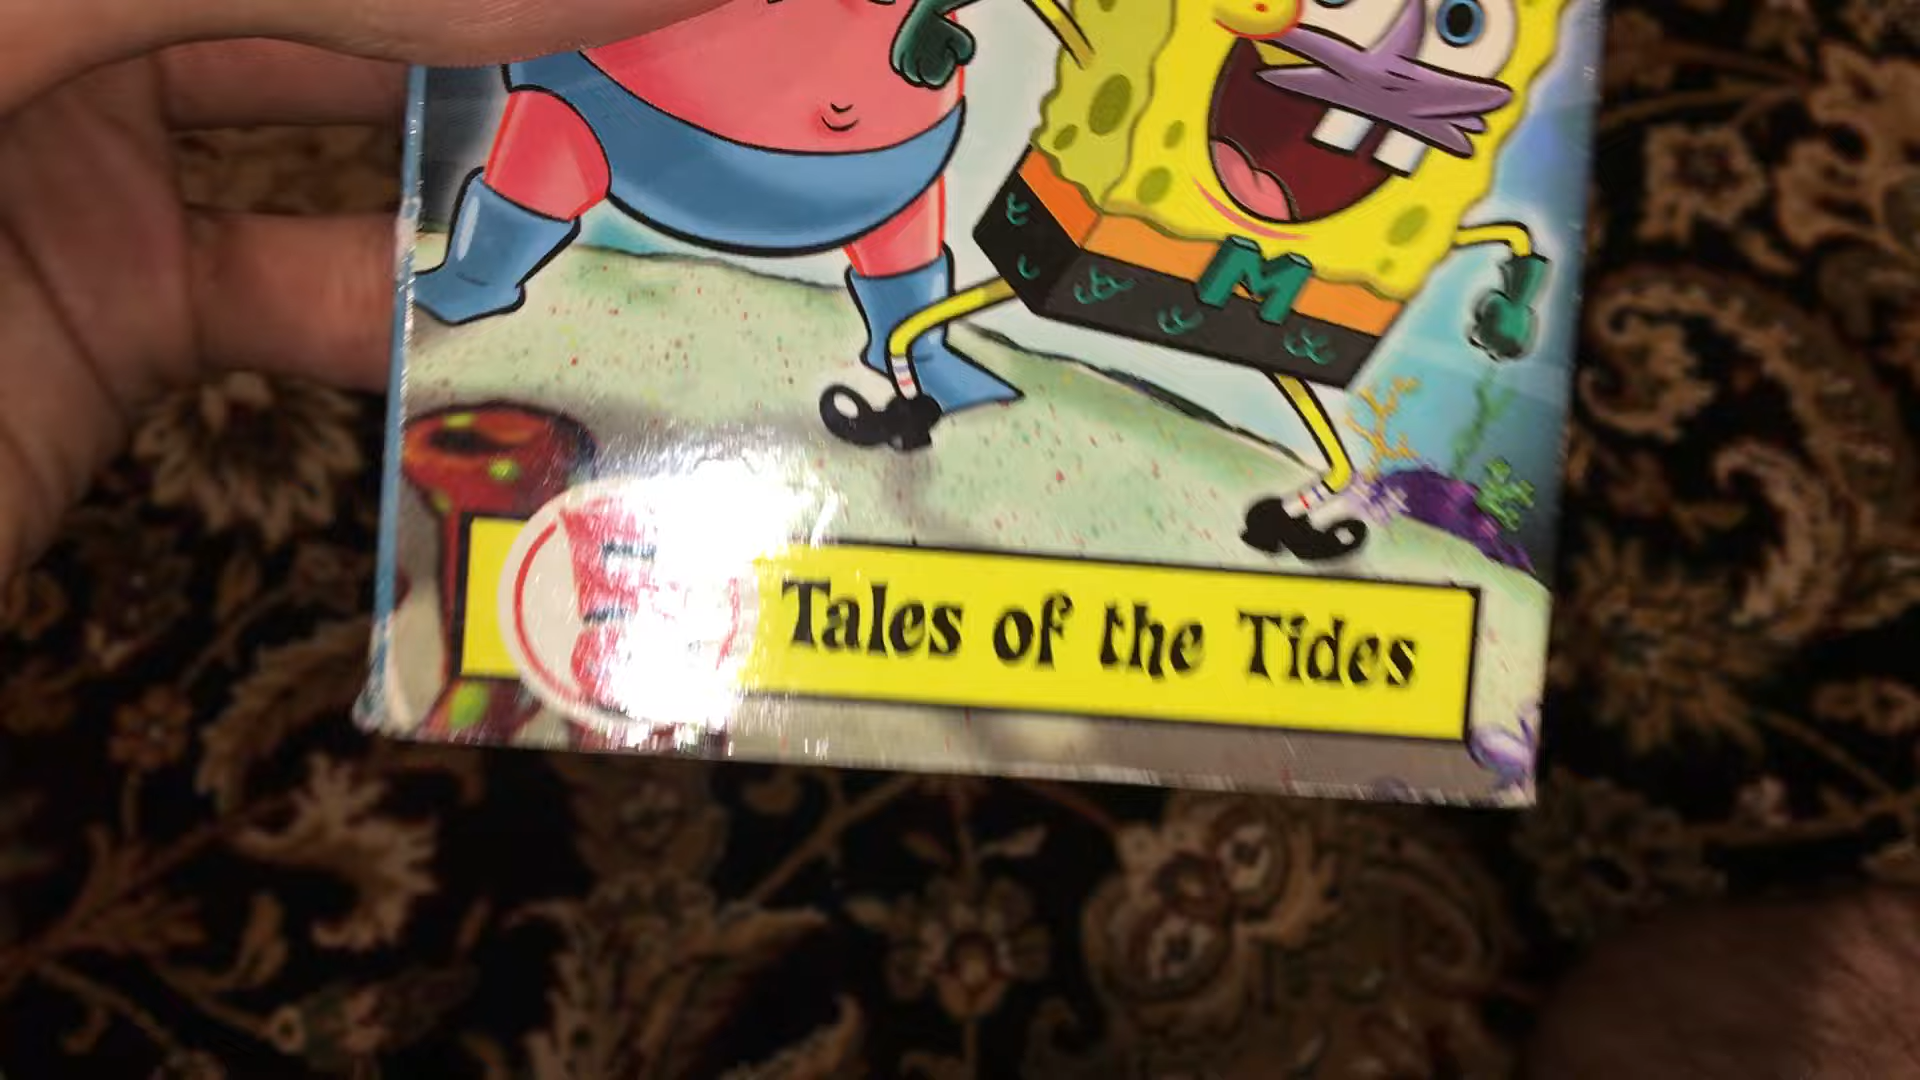 M
Tales of the Tides